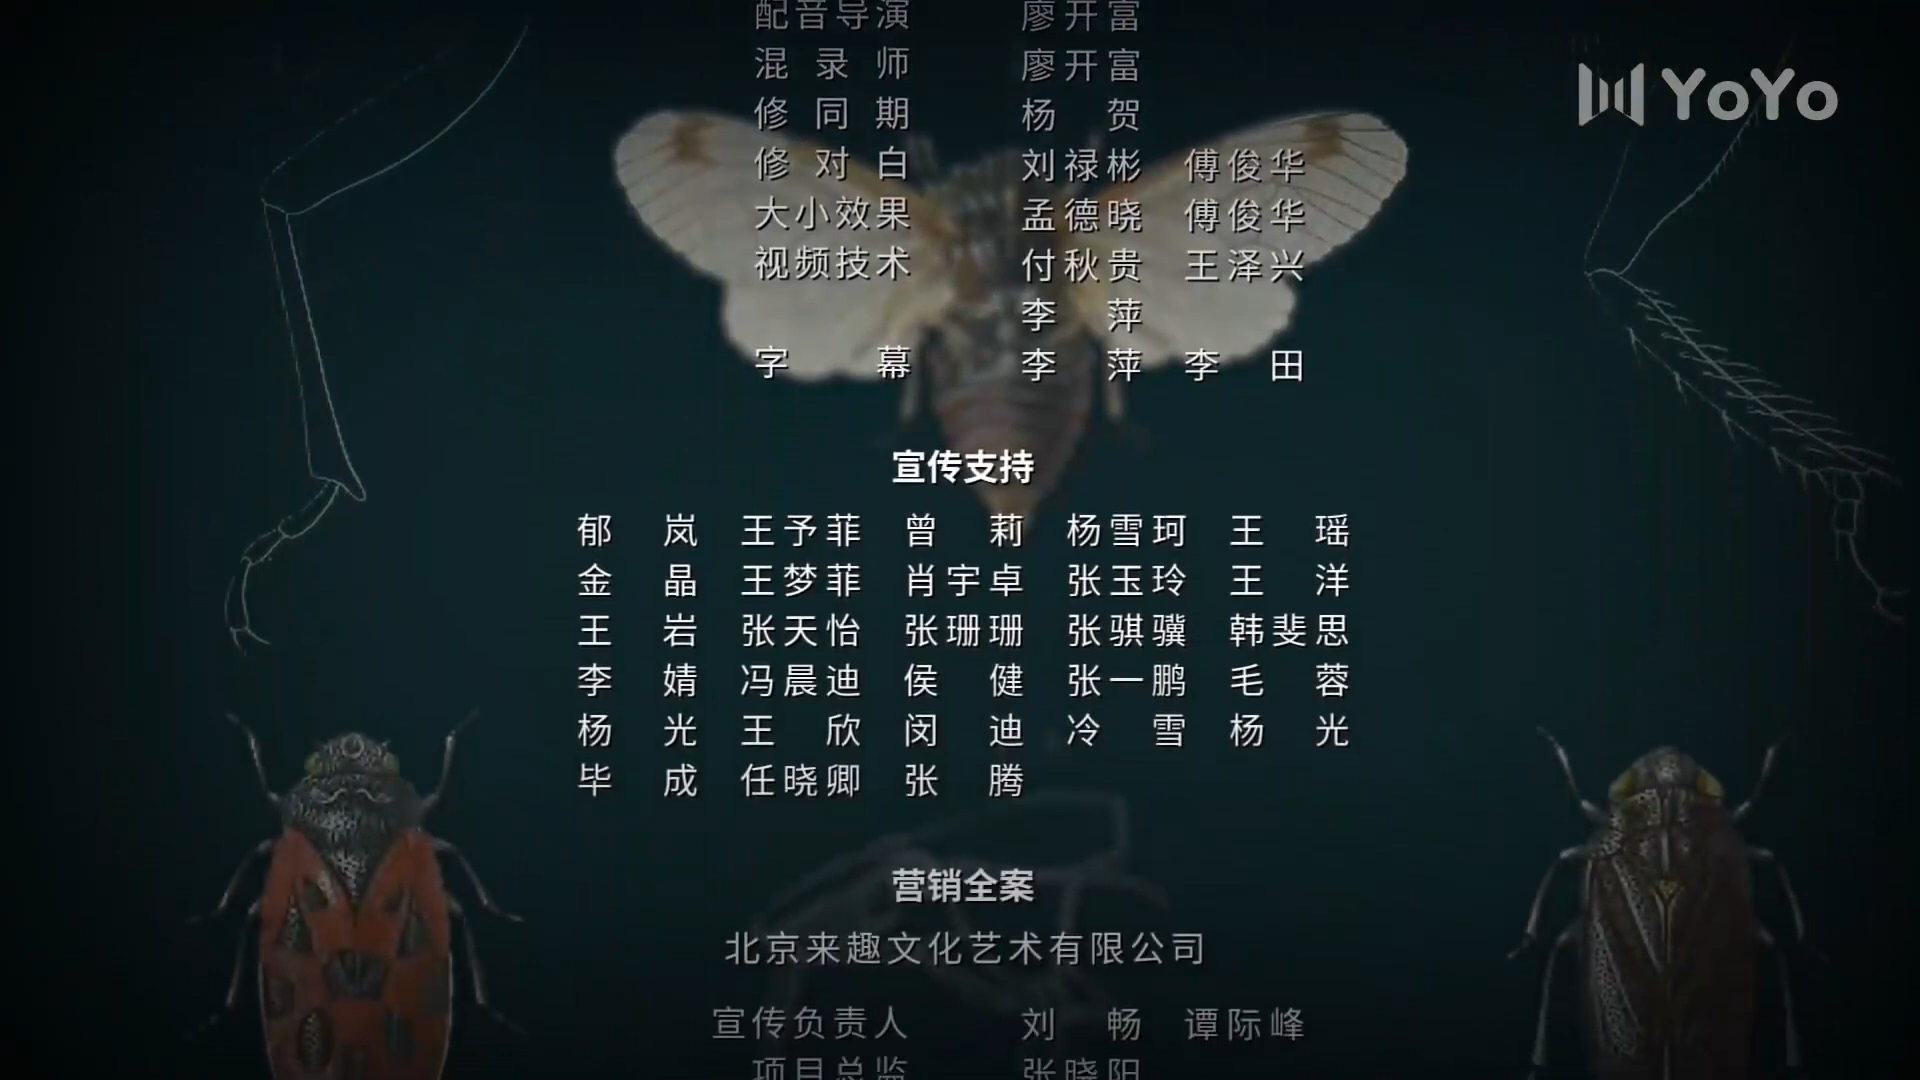 配音导演 廖开富
YOYO
混录师 廖开富
修同期 杨贺
修对白 刘禄彬 傅俊华
大小效果 孟德晓 傅俊华
视频技术 付秋贵 王泽兴
李萍
字幕 李萍 李田
宣传支持
郁岚 王予菲 曾莉 杨雪珂 王瑶
金晶 王梦菲 肖宇卓 张玉玲 王洋
王岩 张天怡 张珊珊 张骐骥 韩斐思
李婧 冯晨迪 侯健 张一鹏 毛蓉
杨光 王欣 闵迪 冷雪 杨光
毕成 任晓卿 张腾
营销全案
北京来趣文化艺术有限公司
宣传负责人 刘畅 谭际峰
项目总监 张晓阳